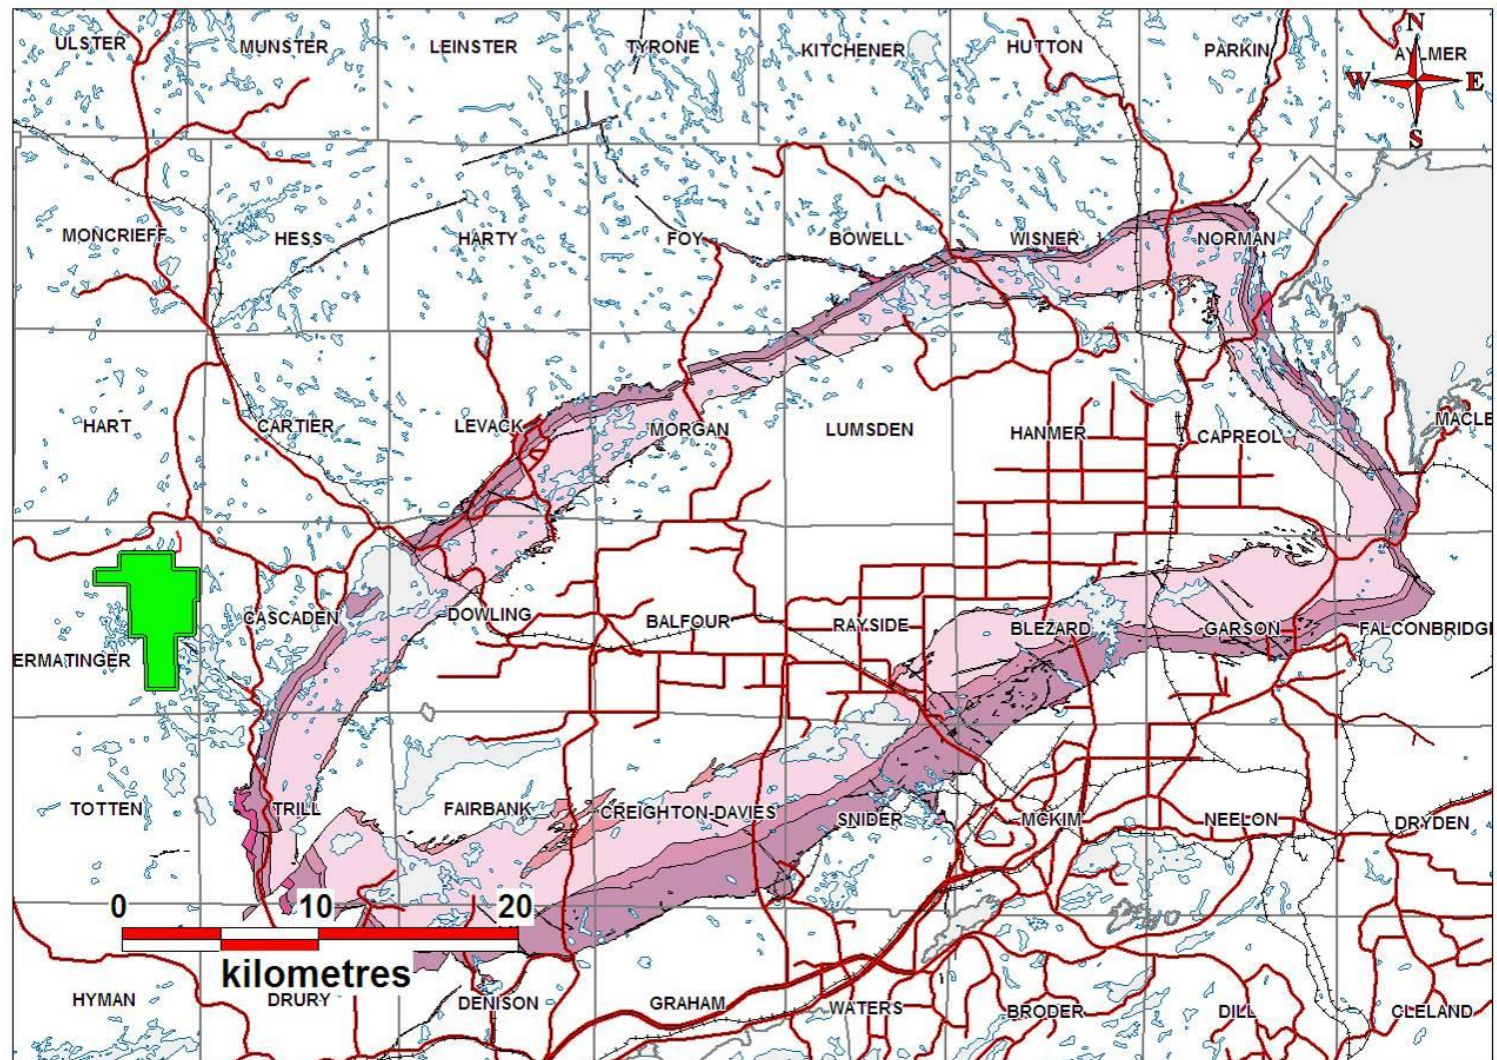 ULSTER MUNSTER LEINSTER TYRONE KITCHENER HUTTON PARKIN AYLMER
N
W E
S
MONCRIEFF HESS HARTY FOY BOWELL WISNER NORMAN
HART CARTIER LEVACK MORGAN LUMSDEN HANMER CAPREOL MACLE
ERMATINGER CASCADEN DOWLING BALFOUR RAYSIDE BLEZARD GARSON FALCONBRIDG
TOTTEN TRILL FAIRBANK CREIGHTON-DAVIES SNIDER MCKIM NEELON DRYDEN
0 10 20
kilometres
HYMAN DRURY DENISON GRAHAM WATERS BRODER DILL CLELAND